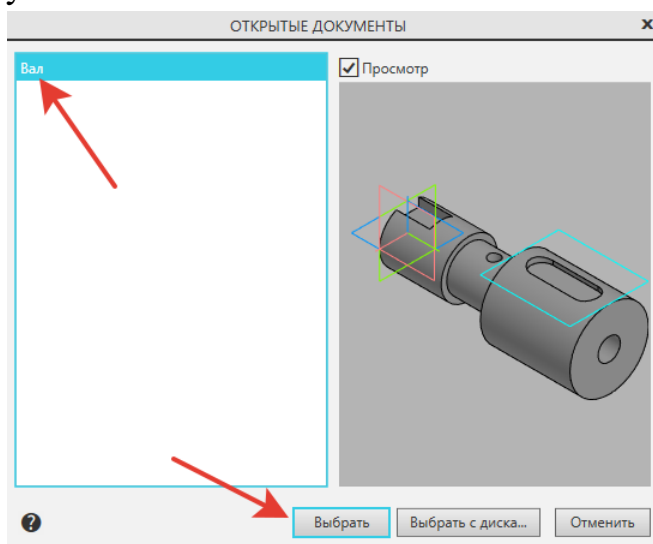 ОТКРЫТЫЕ ДОКУМЕНТЫ x
Вал
Просмотр
? Выбрать Выбрать с диска... Отменить